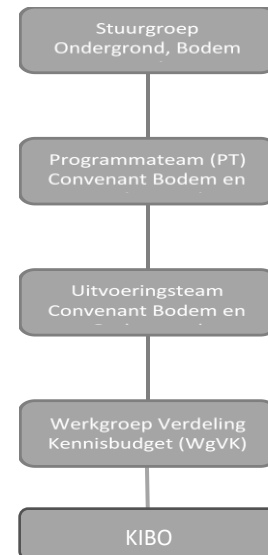 Stuurgroep
Ondergrond, Bodem
Programmateam (PT)
Convenant Bodem en
Uitvoeringsteam
Convenant Bodem en
Werkgroep Verdeling
Kennisbudget (WgVK)
KIBO